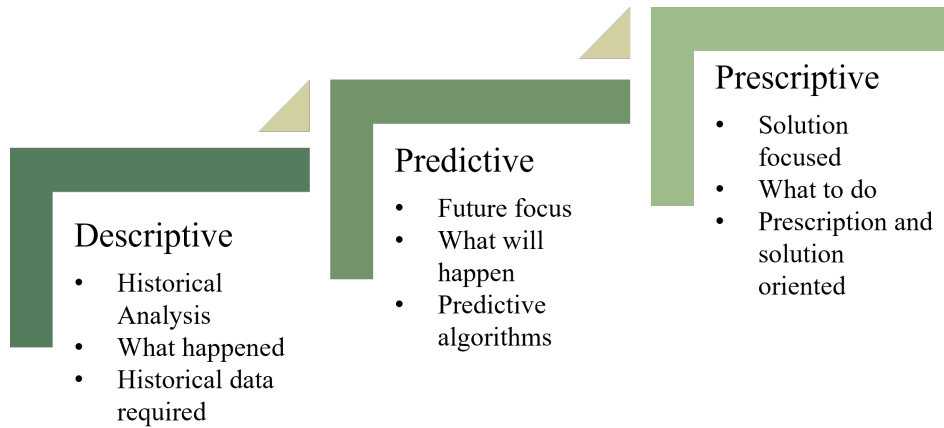 Descriptive
• Historical
Analysis
• What happened
• Historical data
required
Predictive
• Future focus
• What will
happen
• Predictive
algorithms
Prescriptive
• Solution
focused
• What to do
• Prescription and
solution
oriented